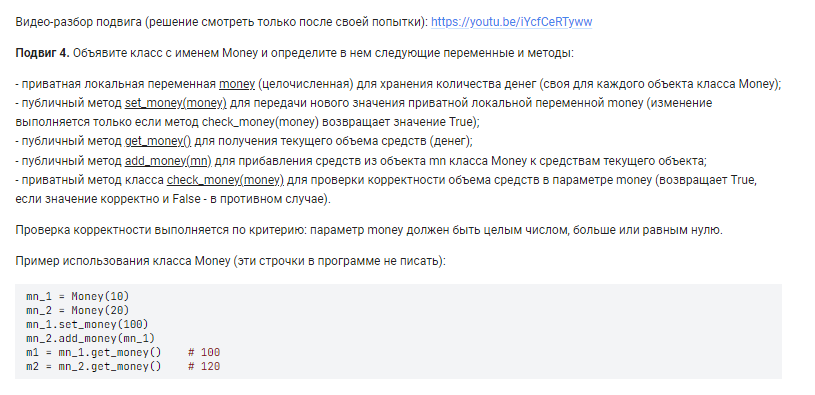 Видео-разбор подвига (решение смотреть только после своей попытки): https://youtu.be/iYcfCeRTyww
Подвиг 4. Объявите класс с именем Money и определите в нем следующие переменные и методы:
- приватная локальная переменная money (целочисленная) для хранения количества денег (своя для каждого объекта класса Money);
- публичный метод set_money(money) для передачи нового значения приватной локальной переменной money (изменение
выполняется только если метод check_money(money) возвращает значение True);
- публичный метод get_money() для получения текущего объема средств (денег);
- публичный метод add_money(mn) для прибавления средств из объекта mn класса Money к средствам текущего объекта;
- приватный метод класса check_money(money) для проверки корректности объема средств в параметре money (возвращает True,
если значение корректно и False - в противном случае).
Проверка корректности выполняется по критерию: параметр money должен быть целым числом, больше или равным нулю.
Пример использования класса Money (эти строчки в программе не писать):
mn_1 = Money(10)
mn_2 = Money(20)
mn_1.set_money(100)
mn_2.add_money(mn_1)
m1 = mn_1.get_money()    # 100
m2 = mn_2.get_money()    # 120